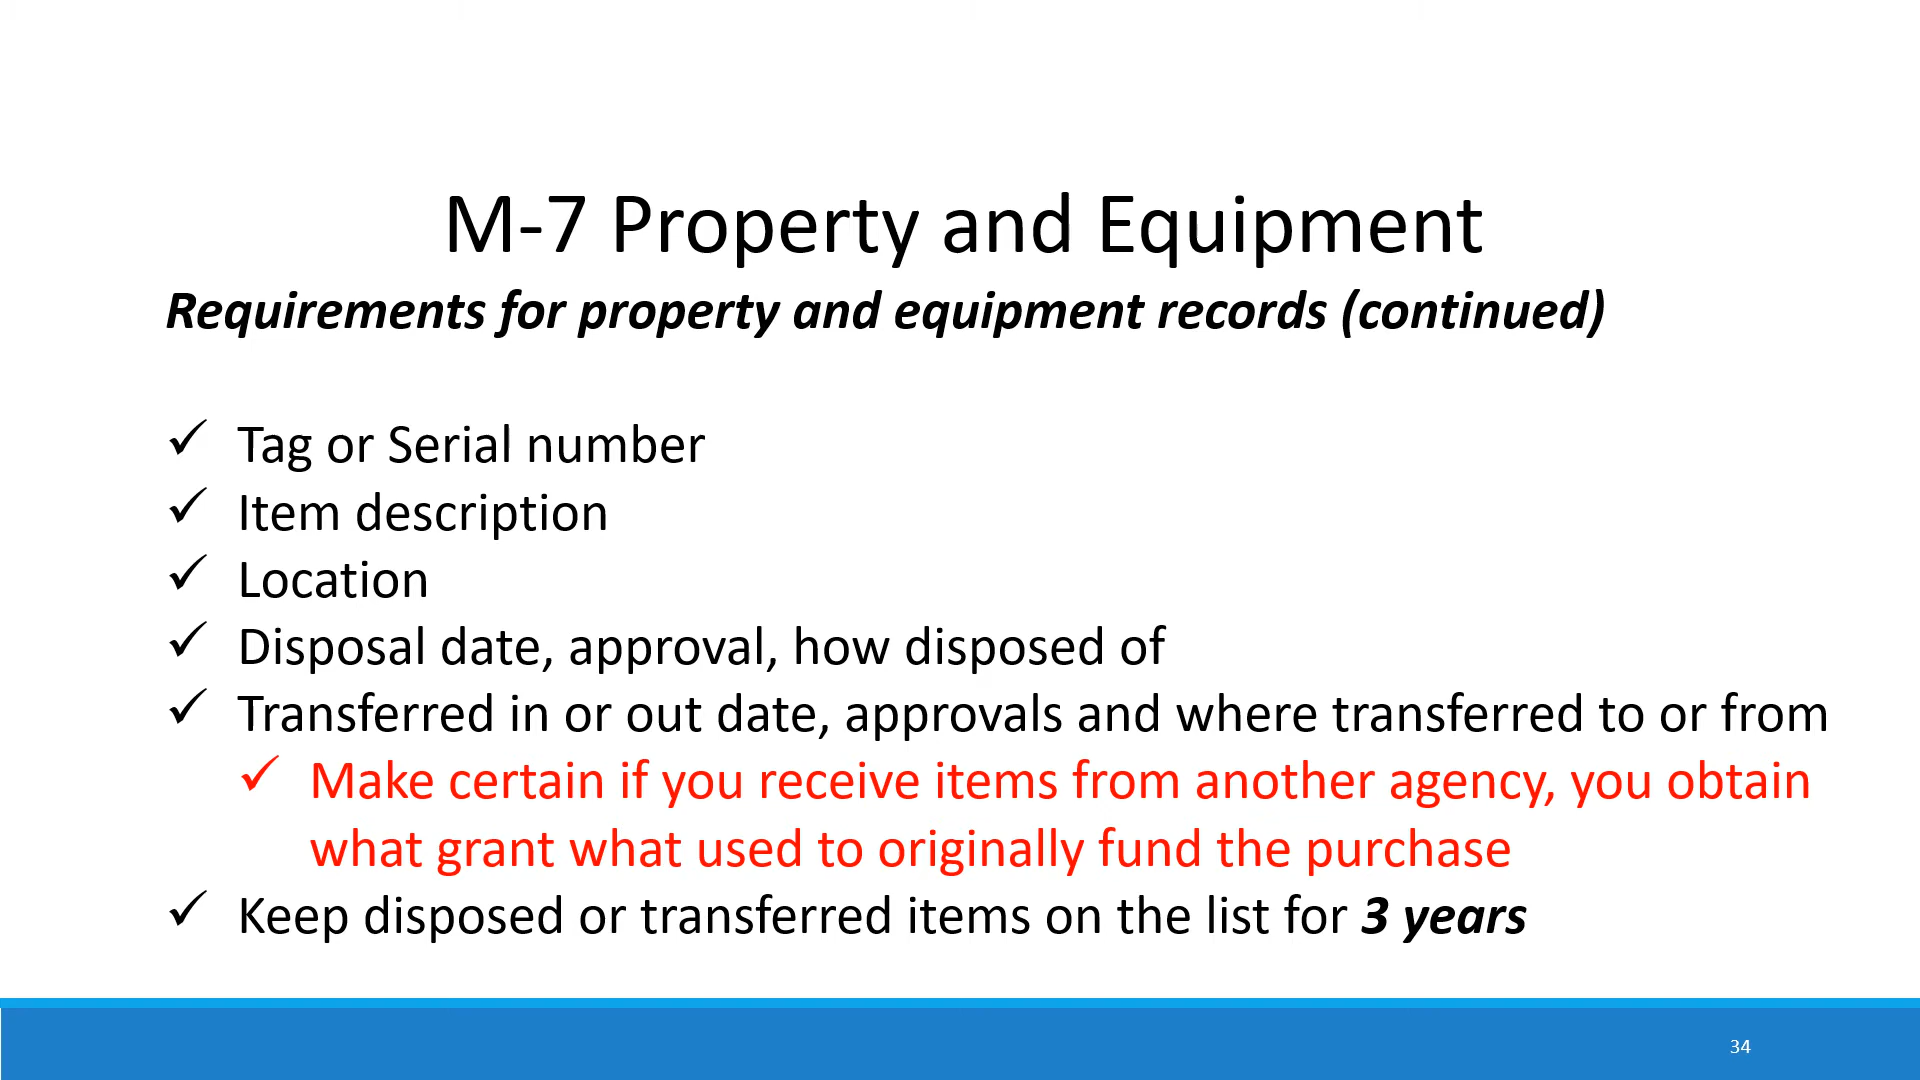 M-7 Property and Equipment
Requirements for property and equipment records (continued)
✓ Tag or Serial number
✓ Item description
✓ Location
✓ Disposal date, approval, how disposed of
✓ Transferred in or out date, approvals and where transferred to or from
✓ Make certain if you receive items from another agency, you obtain
what grant what used to originally fund the purchase
✓ Keep disposed or transferred items on the list for 3 years
34